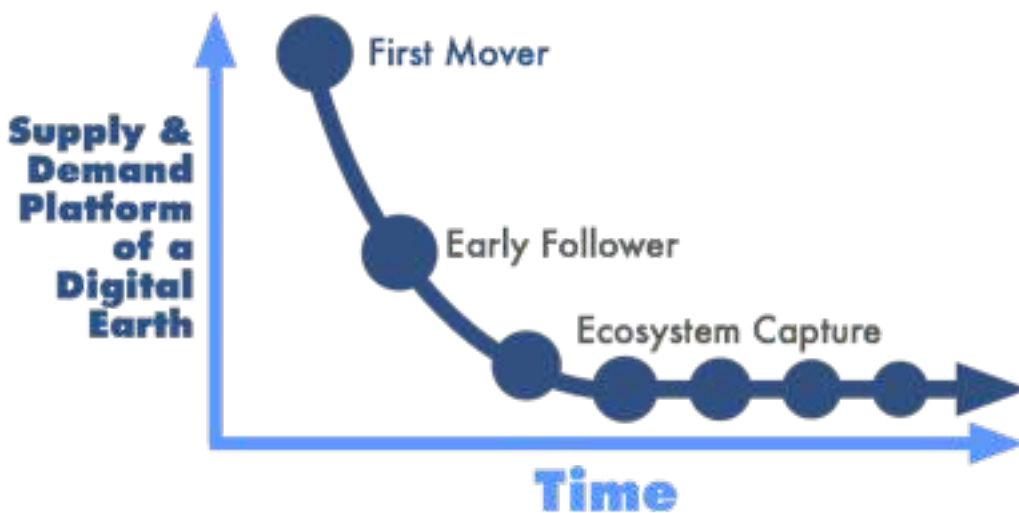 First Mover
Supply &
Demand
Platform
of a
Digital
Earth
Early Follower
Ecosystem Capture
Time